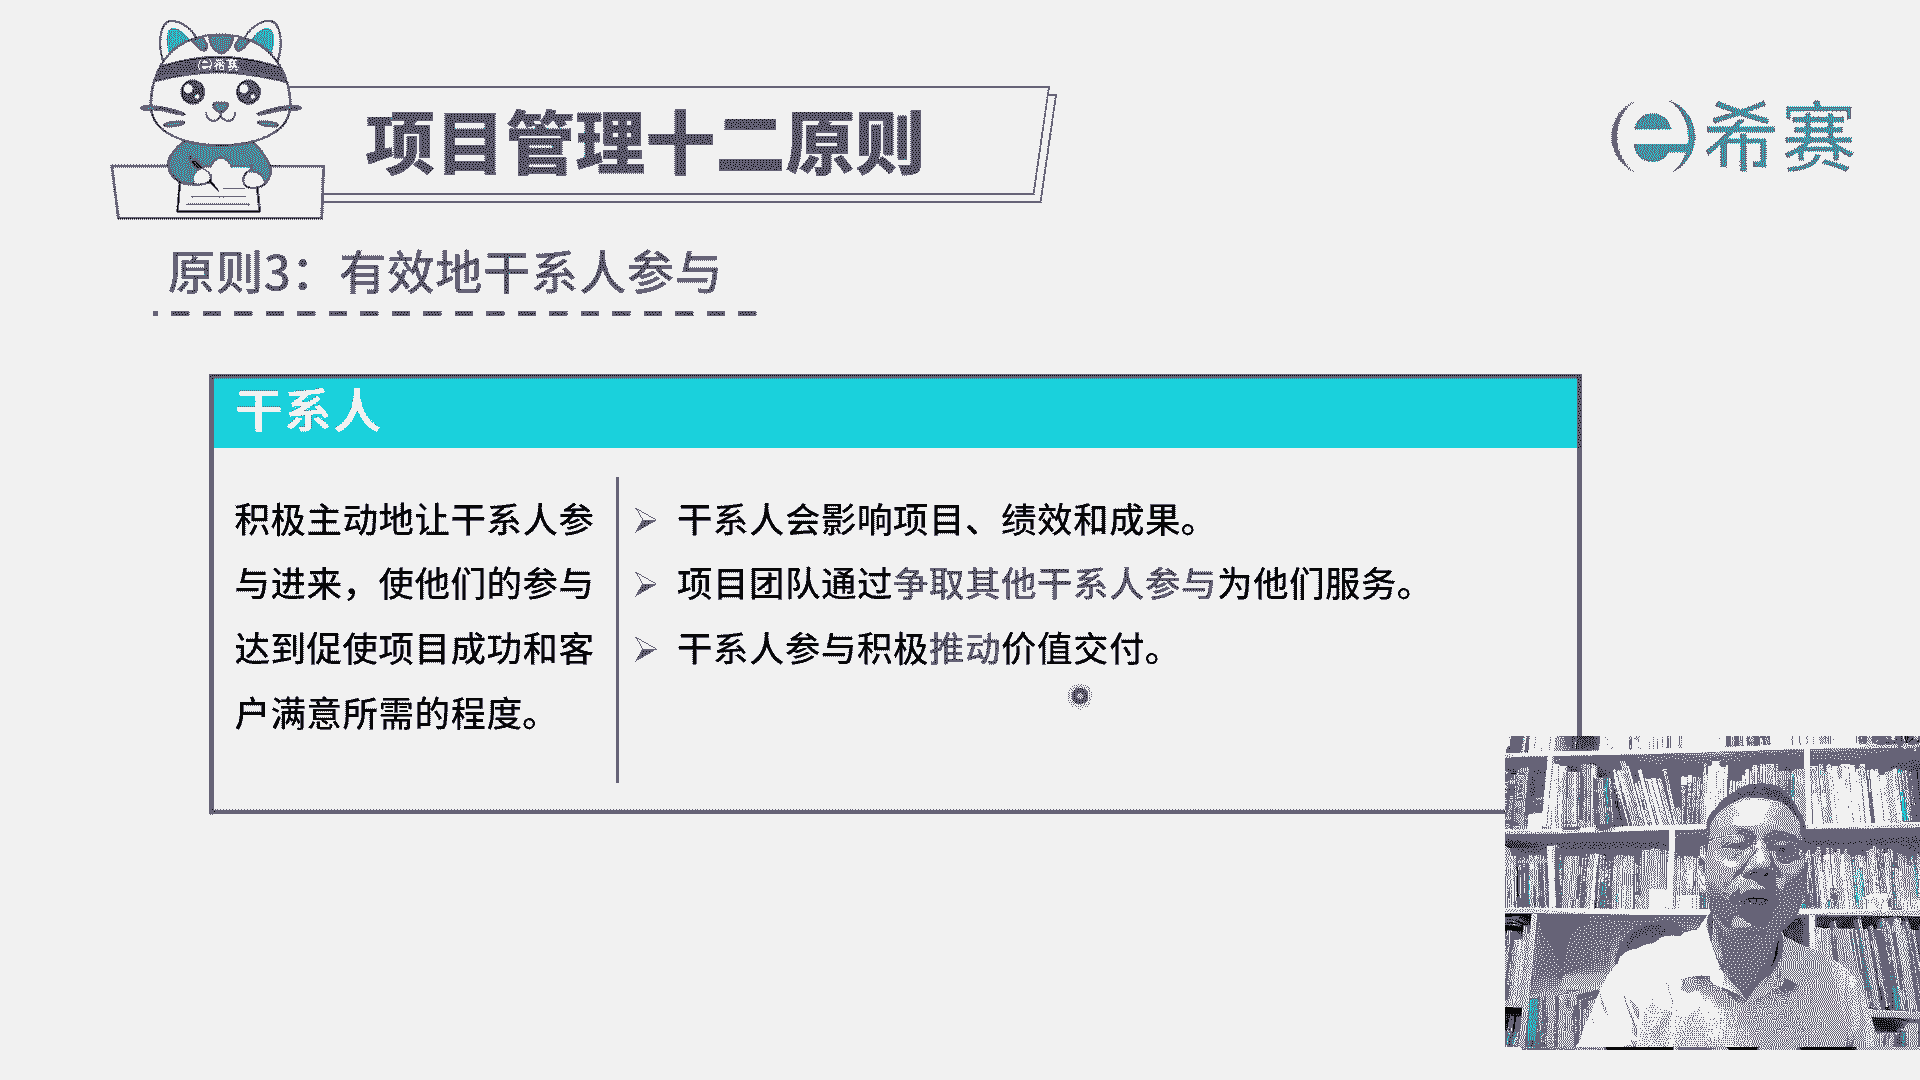 e希赛
项目管理十二原则
e希赛
原则3：有效地干系人参与
干系人
积极主动地让干系人参
与进来，使他们的参与
达到促使项目成功和客
户满意所需的程度。
干系人会影响项目、绩效和成果。
项目团队通过争取其他干系人参与为他们服务。
干系人参与积极推动价值交付。